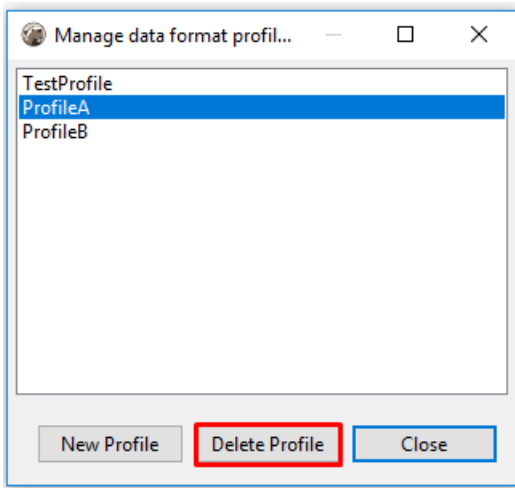 Manage data format profil...
TestProfile
ProfileA
ProfileB
New Profile Delete Profile Close